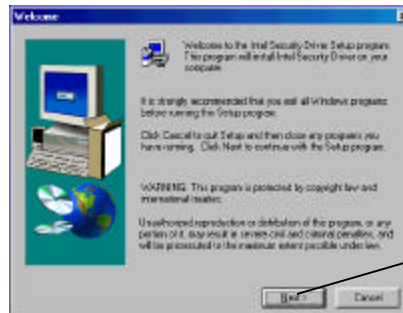 Welcome
Welcome to the Intel Security Driver Setup program.
This program will install Intel Security Driver on your
computer.
It is strongly recommended that you exit all Windows programs
before running this Setup program.
Click Cancel to quit Setup and then close any programs you
have running. Click Next to continue with the Setup program.
WARNING: This program is protected by copyright law and
international treaties.
Unauthorized reproduction or distribution of this program, or any
portion of it, may result in severe civil and criminal penalties, and
will be prosecuted to the maximum extent possible under law.
Next >
Cancel